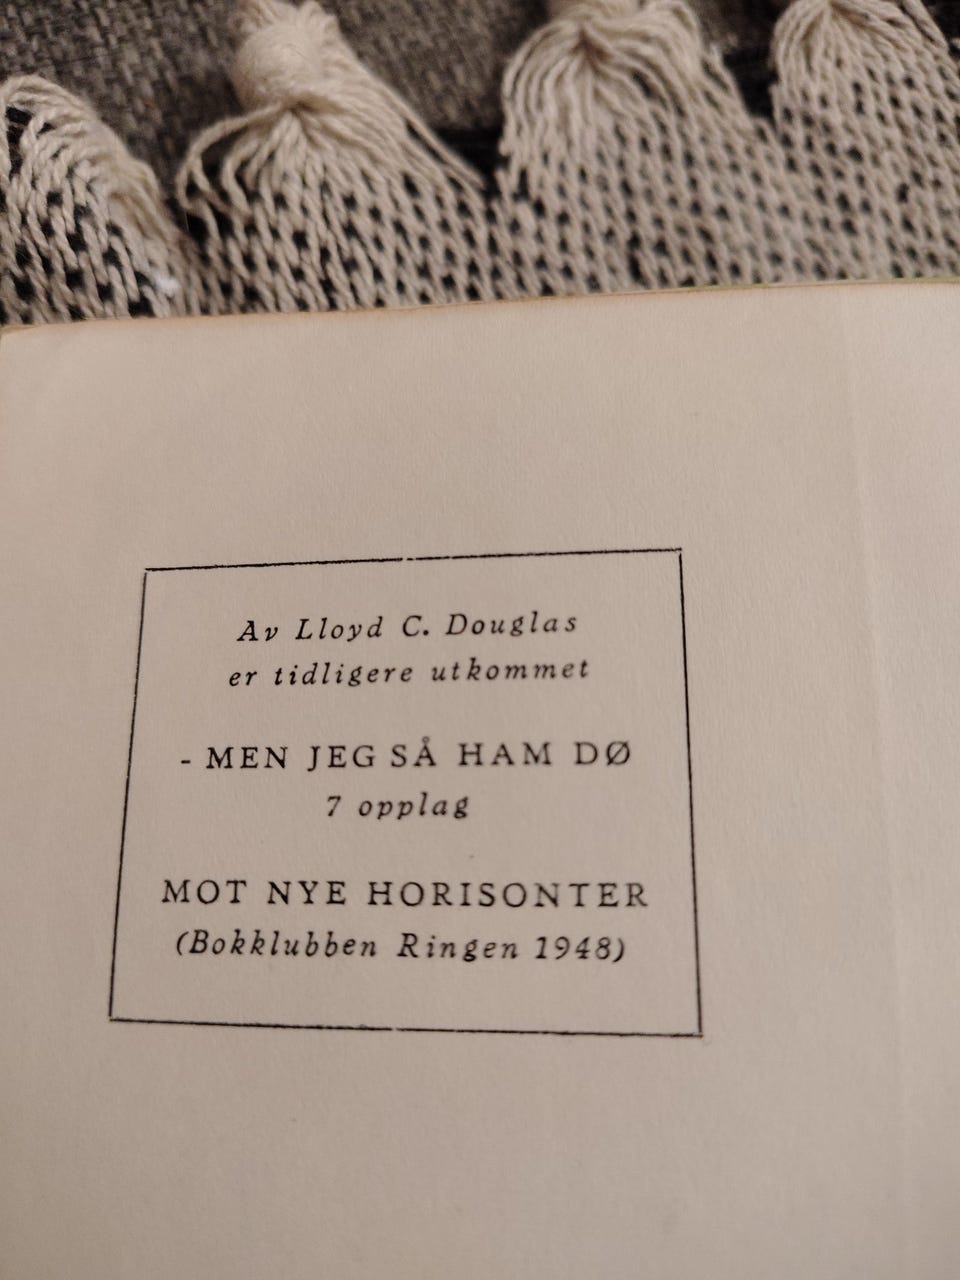 Av Lloyd C. Douglas
er tidligere utkommet
- MEN JEG SÅ HAM DØ
7 opplag
MOT NYE HORISONTER
(Bokklubben Ringen 1948)